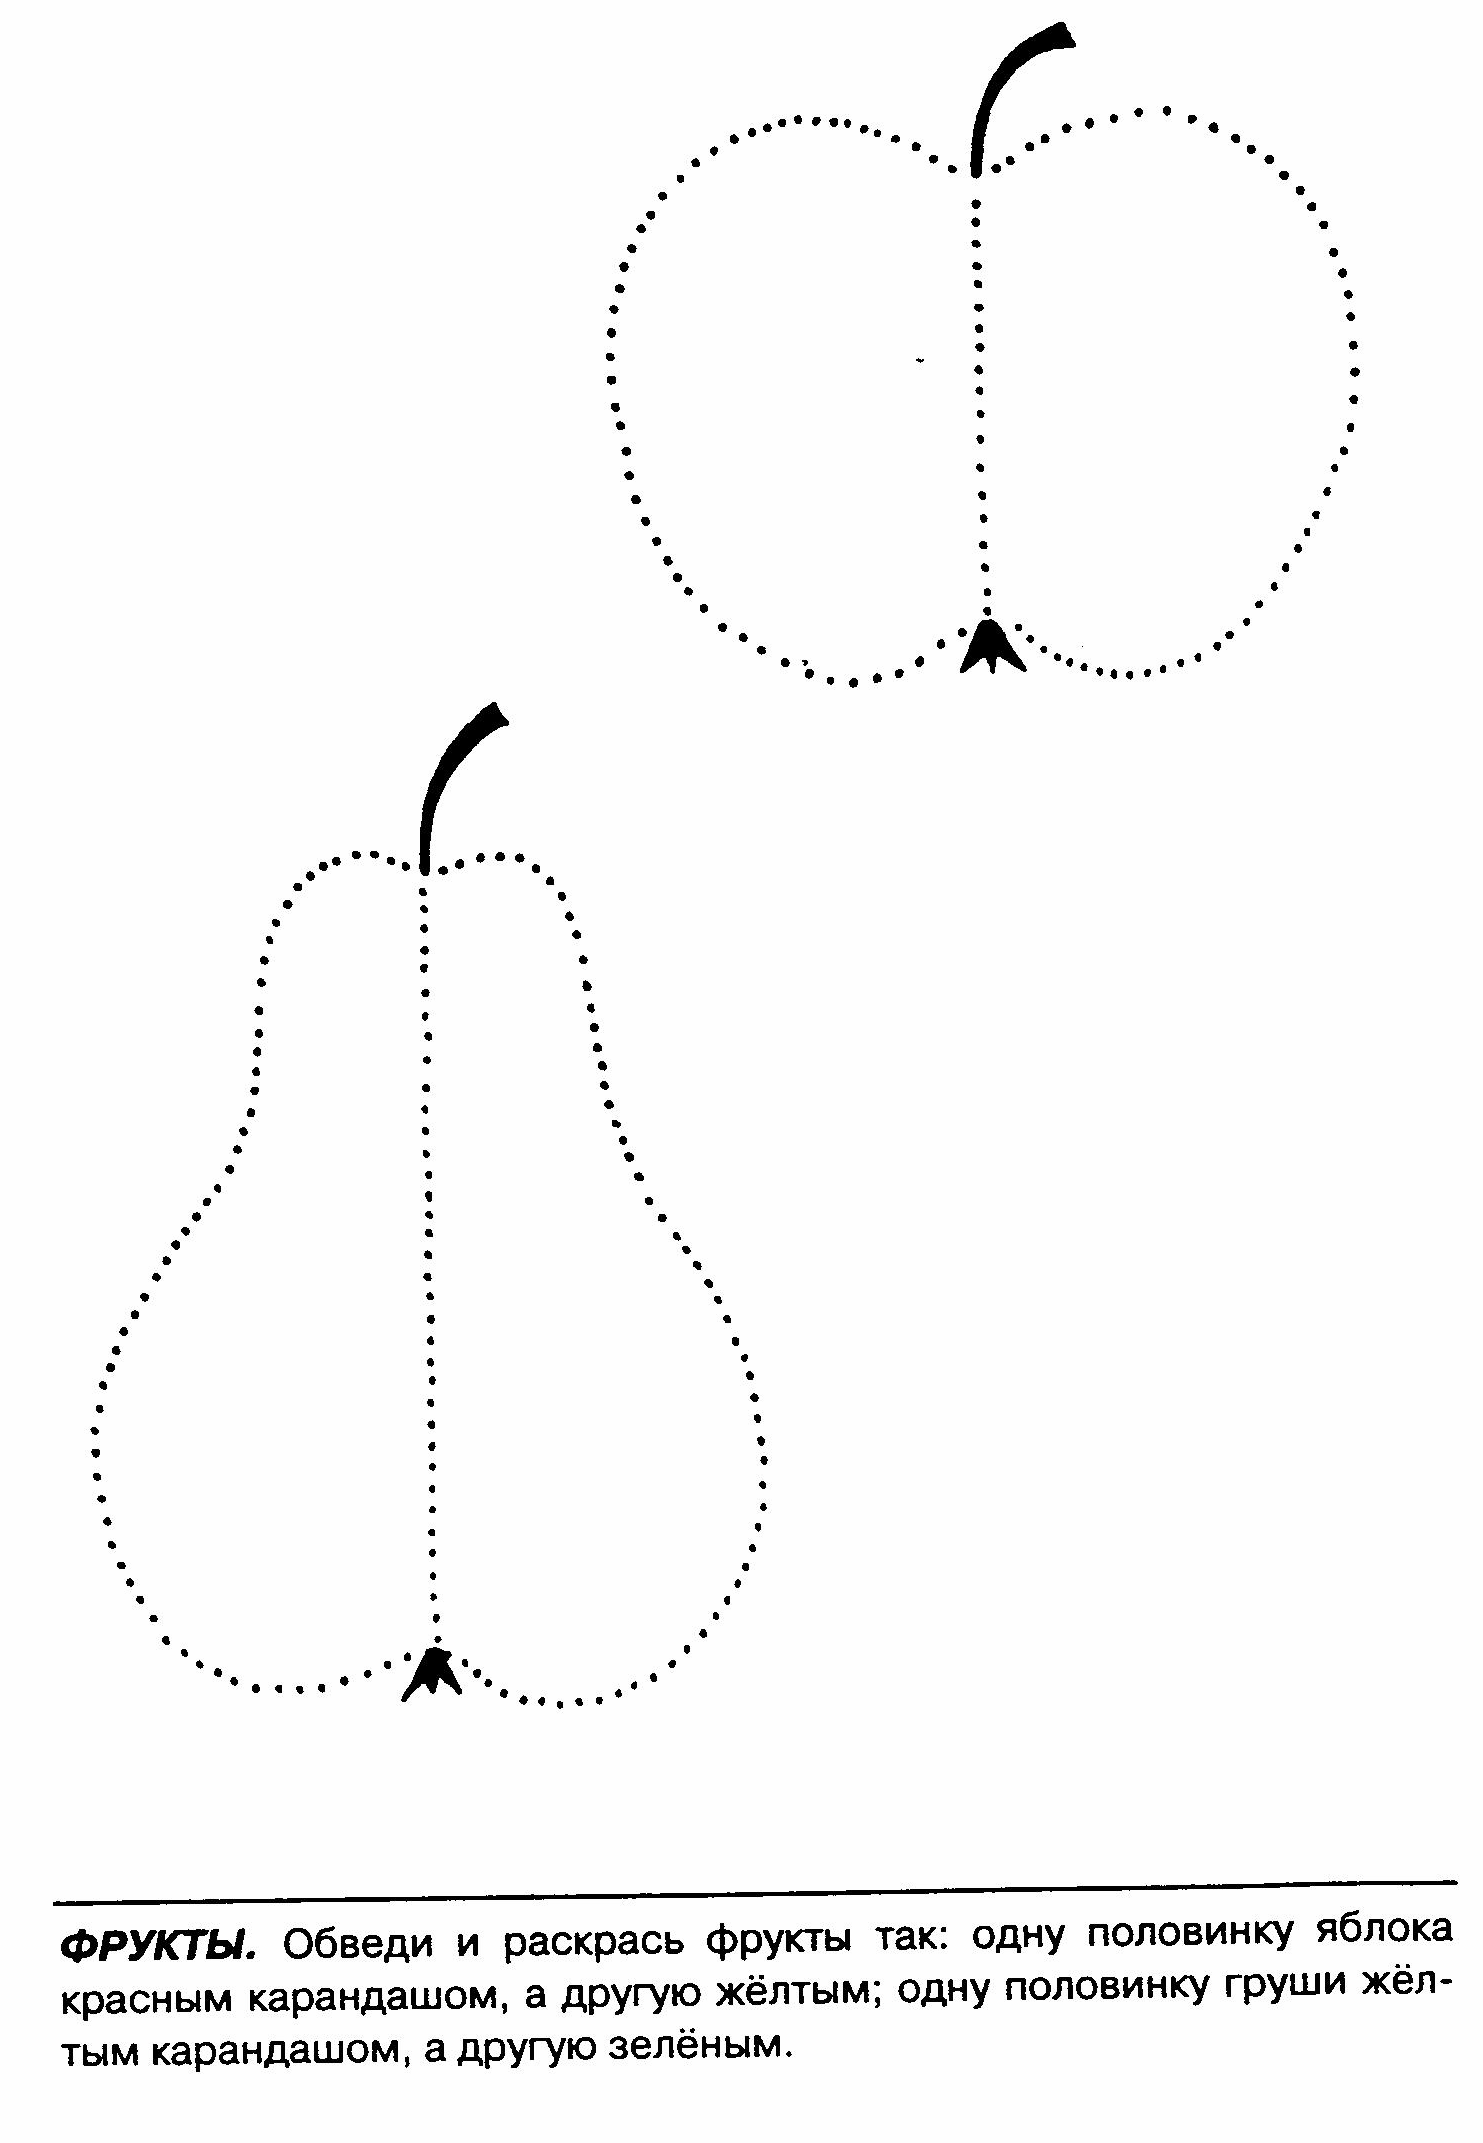 ФРУКТЫ. Обведи и раскрась фрукты так: одну половинку яблока
красным карандашом, а другую жёлтым; одну половинку груши жёл-
тым карандашом, а другую зелёным.